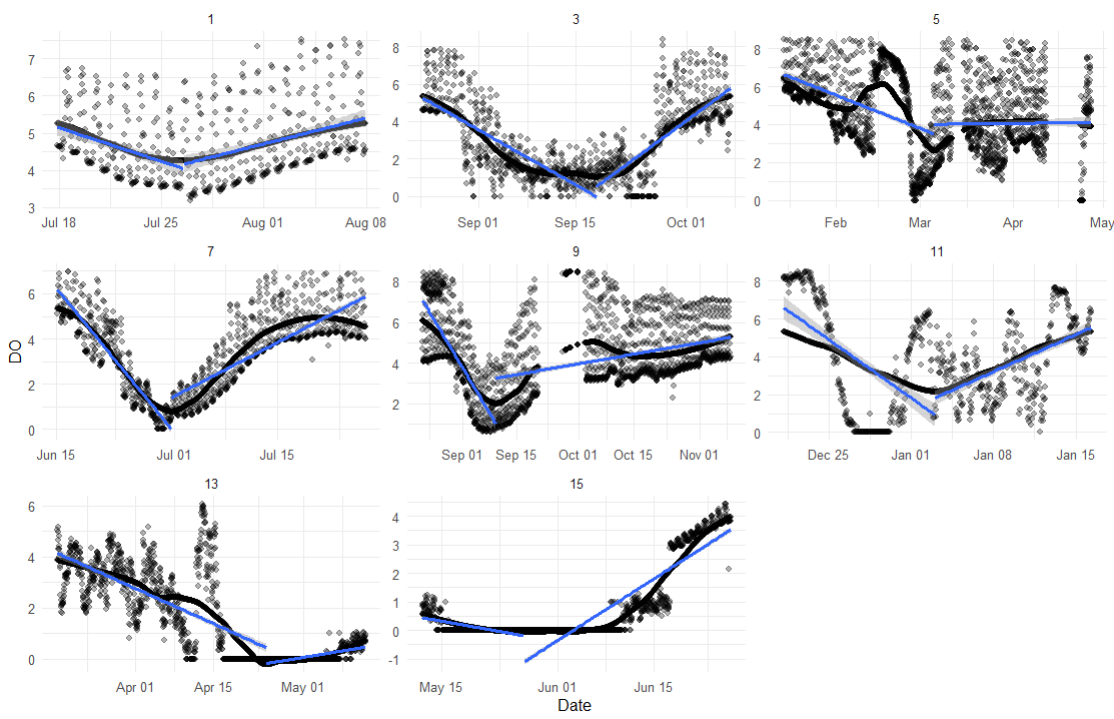 1
3
5
7
6
5
4
3
Jul 18
Jul 25
Aug 01
Aug 08
8
6
4
2
0
Sep 01
Sep 15
Oct 01
8
6
4
2
0
Feb
Mar
Apr
May
7
9
11
6
4
2
0
Jun 15
Jul 01
Jul 15
8
6
4
2
Sep 01
Sep 15
Oct 01
Oct 15
Nov 01
8
4
0
Dec 25
Jan 01
Jan 08
Jan 15
DO
13
15
6
4
2
0
Apr 01
Apr 15
May 01
4
3
2
1
0
-1
May 15
Jun 01
Jun 15
Date